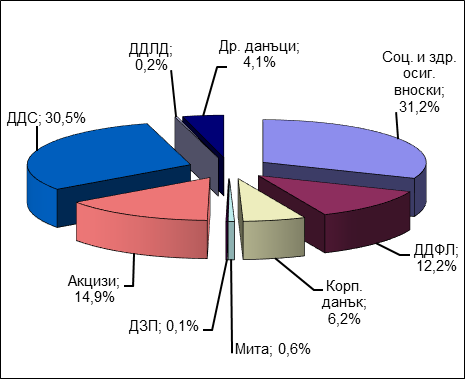 ДДЛД;
0,2%
Др. данъци;
4,1%
Соц. и здр.
осиг.
вноски;
31,2%
ДДС; 30,5%
ДДФЛ;
12,2%
Акцизи;
14,9%
Корп.
данък;
6,2%
ДЗП; 0,1%
Мита; 0,6%